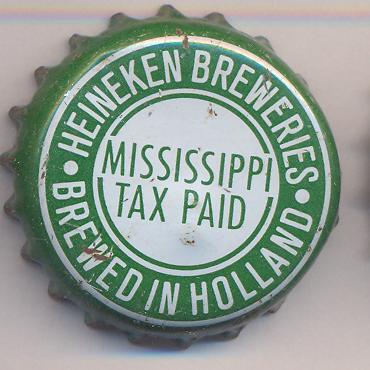 HEINEKEN BREWERIES
MISSISSIPPI
TAX PAID
• BREWED IN HOLLAND •